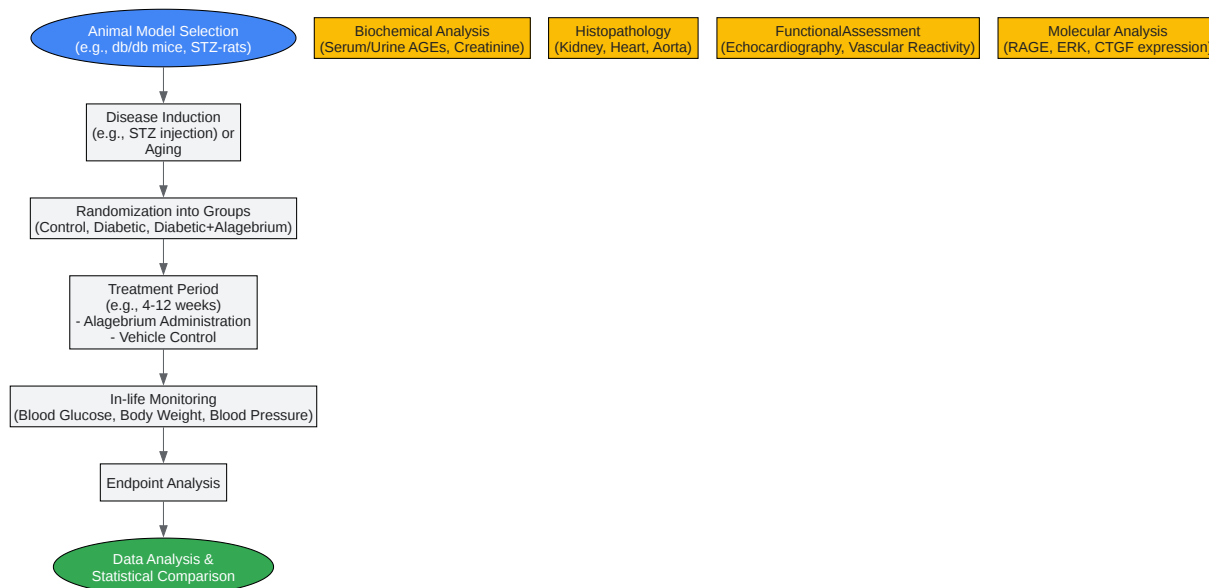 Animal Model Selection
(e.g., db/db mice, STZ-rats)
Biochemical Analysis
(Serum/Urine AGEs, Creatinine)
Histopathology
(Kidney, Heart, Aorta)
FunctionalAssessment
(Echocardiography, Vascular Reactivity)
Molecular Analysis
(RAGE, ERK, CTGF expression)
Disease Induction
(e.g., STZ injection) or
Aging
Randomization into Groups
(Control, Diabetic, Diabetic+Alagebrium)
Treatment Period
(e.g., 4-12 weeks)
- Alagebrium Administration
- Vehicle Control
In-life Monitoring
(Blood Glucose, Body Weight, Blood Pressure)
Endpoint Analysis
Data Analysis &
Statistical Comparison